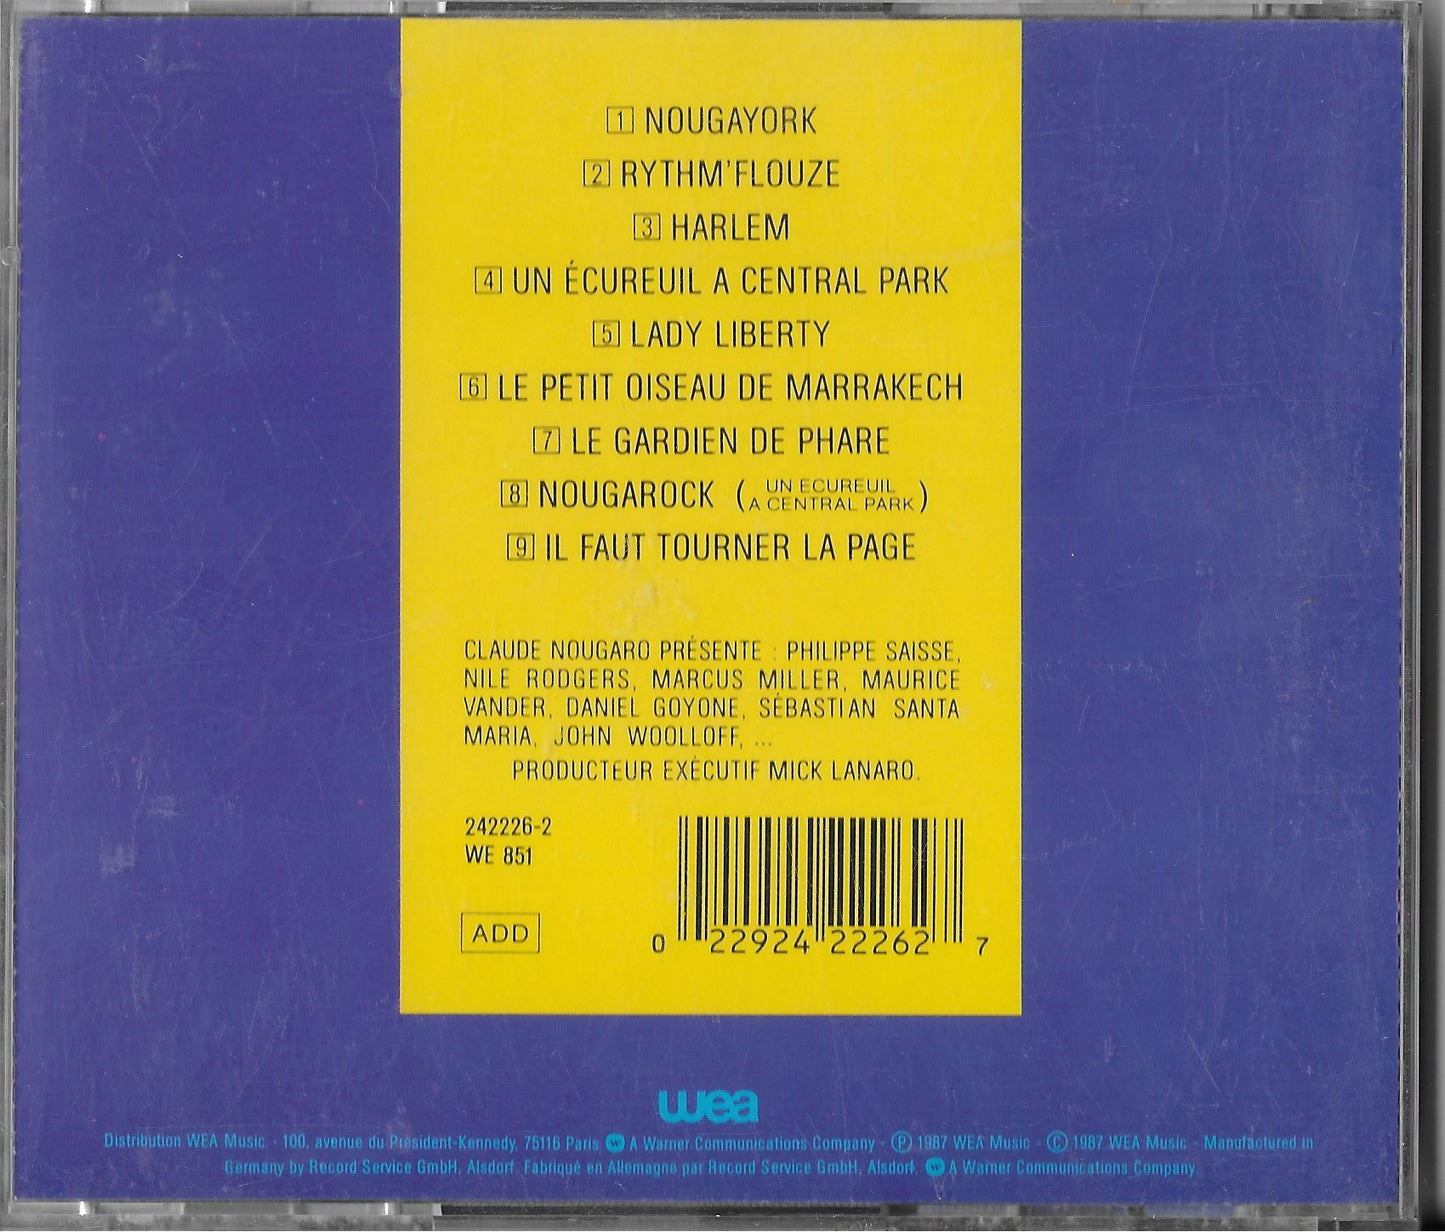 1 NOUGAYORK
2 RYTHM'FLOUZE
3 HARLEM
4 UN ÉCUREUIL A CENTRAL PARK
5 LADY LIBERTY
6 LE PETIT OISEAU DE MARRAKECH
7 LE GARDIEN DE PHARE
8 NOUGAROCK (UN ECUREUIL A CENTRAL PARK)
9 IL FAUT TOURNER LA PAGE
CLAUDE NOUGARO PRÉSENTE : PHILIPPE SAISSE,
NILE RODGERS, MARCUS MILLER, MAURICE
VANDER, DANIEL GOYONE, SÉBASTIAN SANTA
MARIA, JOHN WOOLLOFF, ...
PRODUCTEUR EXÉCUTIF MICK LANARO.
242226-2
WE 851
ADD
0 22924 22262 7
wea
Distribution WEA Music - 100, avenue du Président-Kennedy, 75116 Paris W A Warner Communications Company - Ⓟ 1987 WEA Music - © 1987 WEA Music - Manufactured in
Germany by Record Service GmbH, Alsdorf. Fabriqué en Allemagne par Record Service GmbH, Alsdorf. W A Warner Communications Company